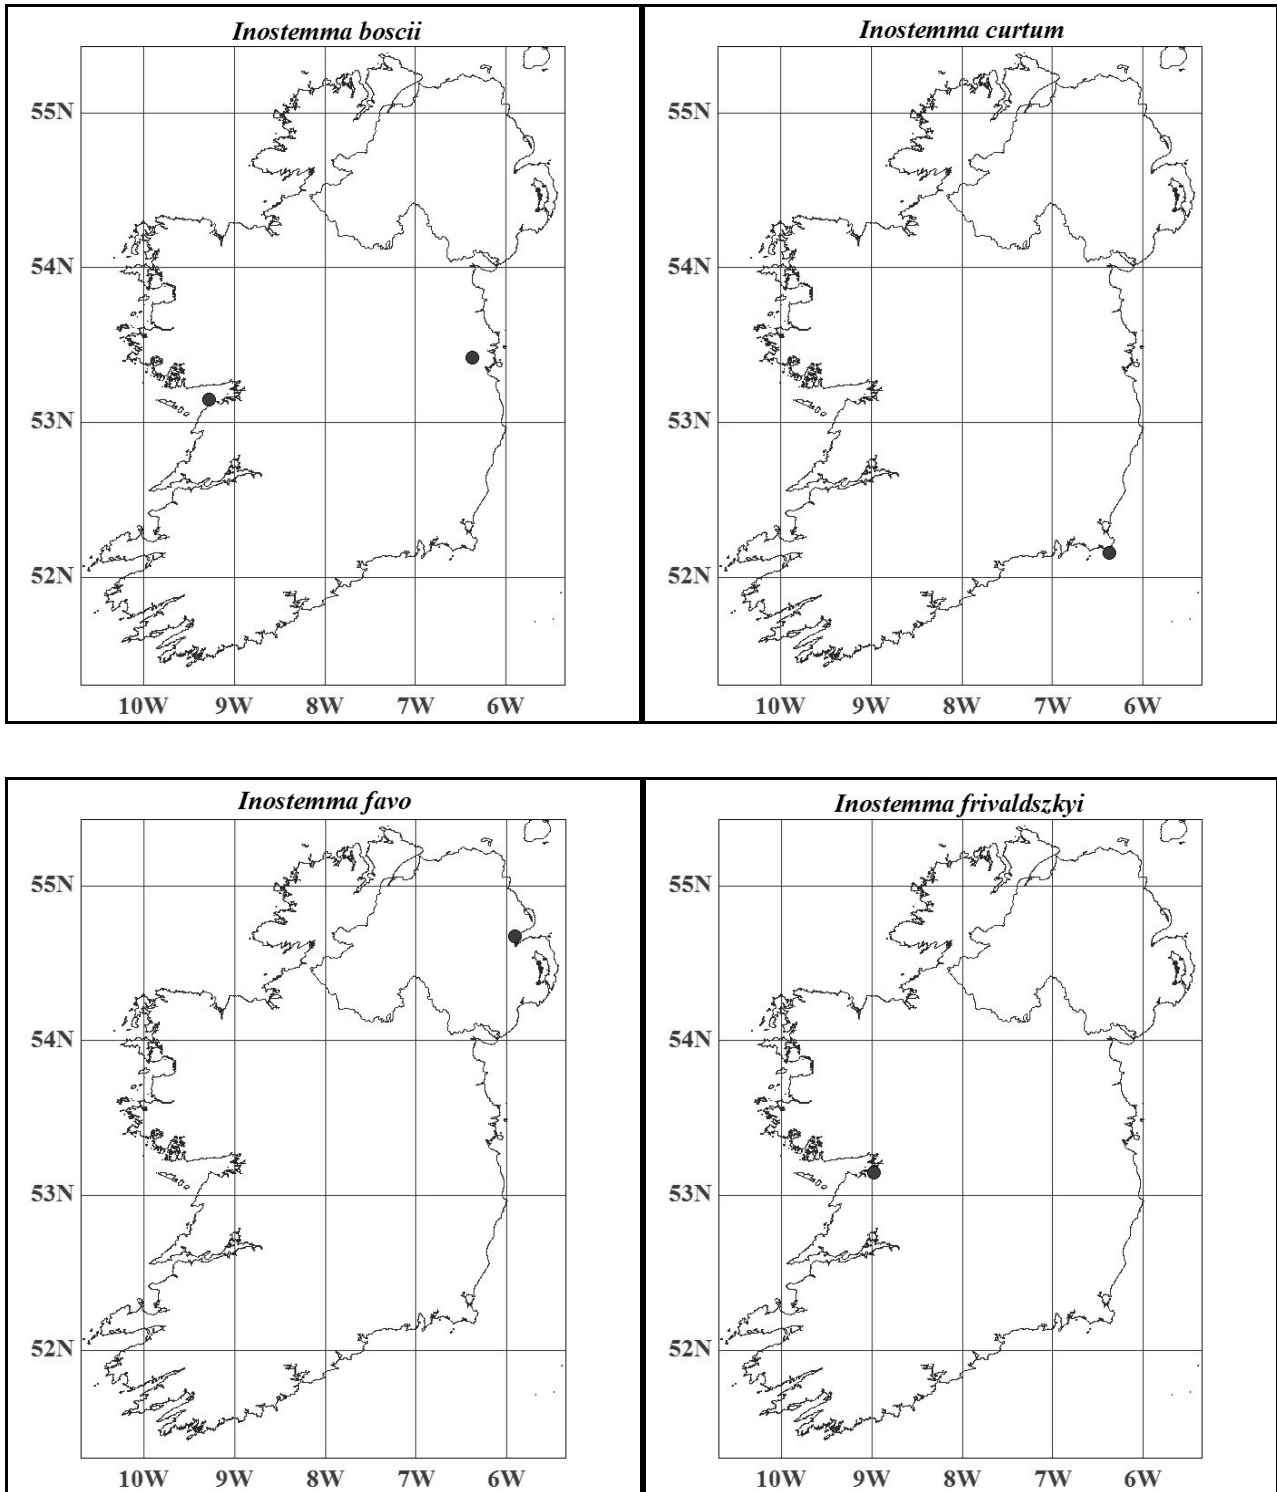 Inostemma boscii
55N
54N
53N
52N
10W 9W 8W 7W 6W
Inostemma curtum
55N
54N
53N
52N
10W 9W 8W 7W 6W
Inostemma favo
55N
54N
53N
52N
10W 9W 8W 7W 6W
Inostemma frivaldszkyi
55N
54N
53N
52N
10W 9W 8W 7W 6W